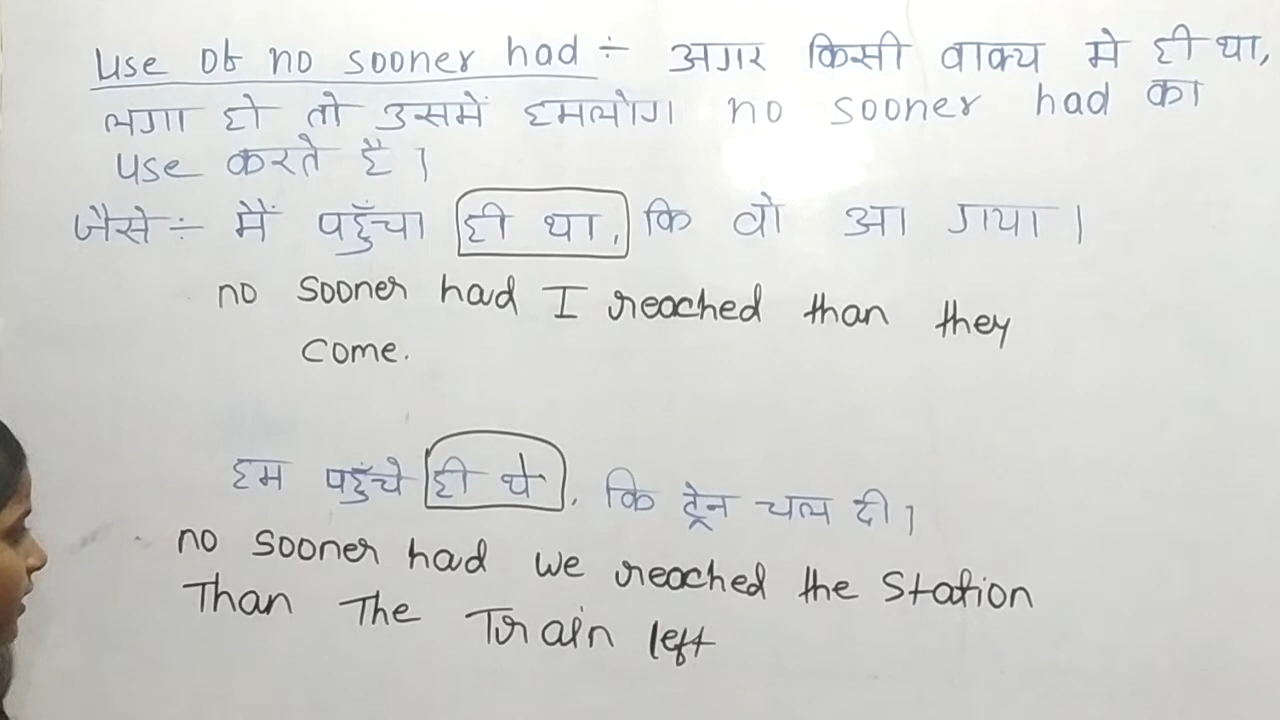 Use of no sooner had ÷ अगर किसी वाक्य मे ही था,
लगा हो तो उसमें हमलोग no sooner had का
use करते है।
जैसे ÷ मैं पहुँचा ही था, कि वो आ गया।
no sooner had I reached than they
come.
हम पहुँचे ही थे, कि ट्रेन चल दी।
no sooner had we reached the Station
Than The Train left